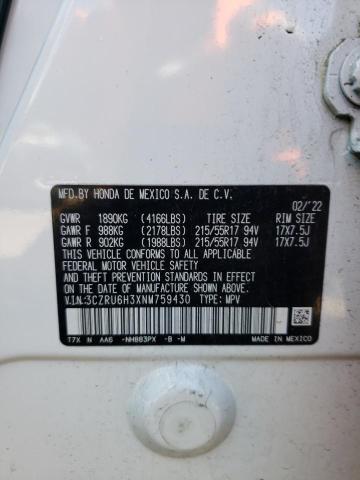 MFD.BY HONDA DE MEXICO S.A. DE C.V.
02/'22
GVWR 1890KG (4166LBS) TIRE SIZE RIM SIZE
GAWR F 988KG (2178LBS) 215/55R17 94V 17X7.5J
GAWR R 902KG (1988LBS) 215/55R17 94V 17X7.5J
THIS VEHICLE CONFORMS TO ALL APPLICABLE
FEDERAL MOTOR VEHICLE SAFETY, BUMPER,
AND THEFT PREVENTION STANDARDS IN EFFECT
ON THE DATE OF MANUFACTURE SHOWN ABOVE.
V.I.N.:3CZRU6H3XNM759430 TYPE: MPV
T7X N AA6 -NH883PX -B -M
MADE IN MEXICO